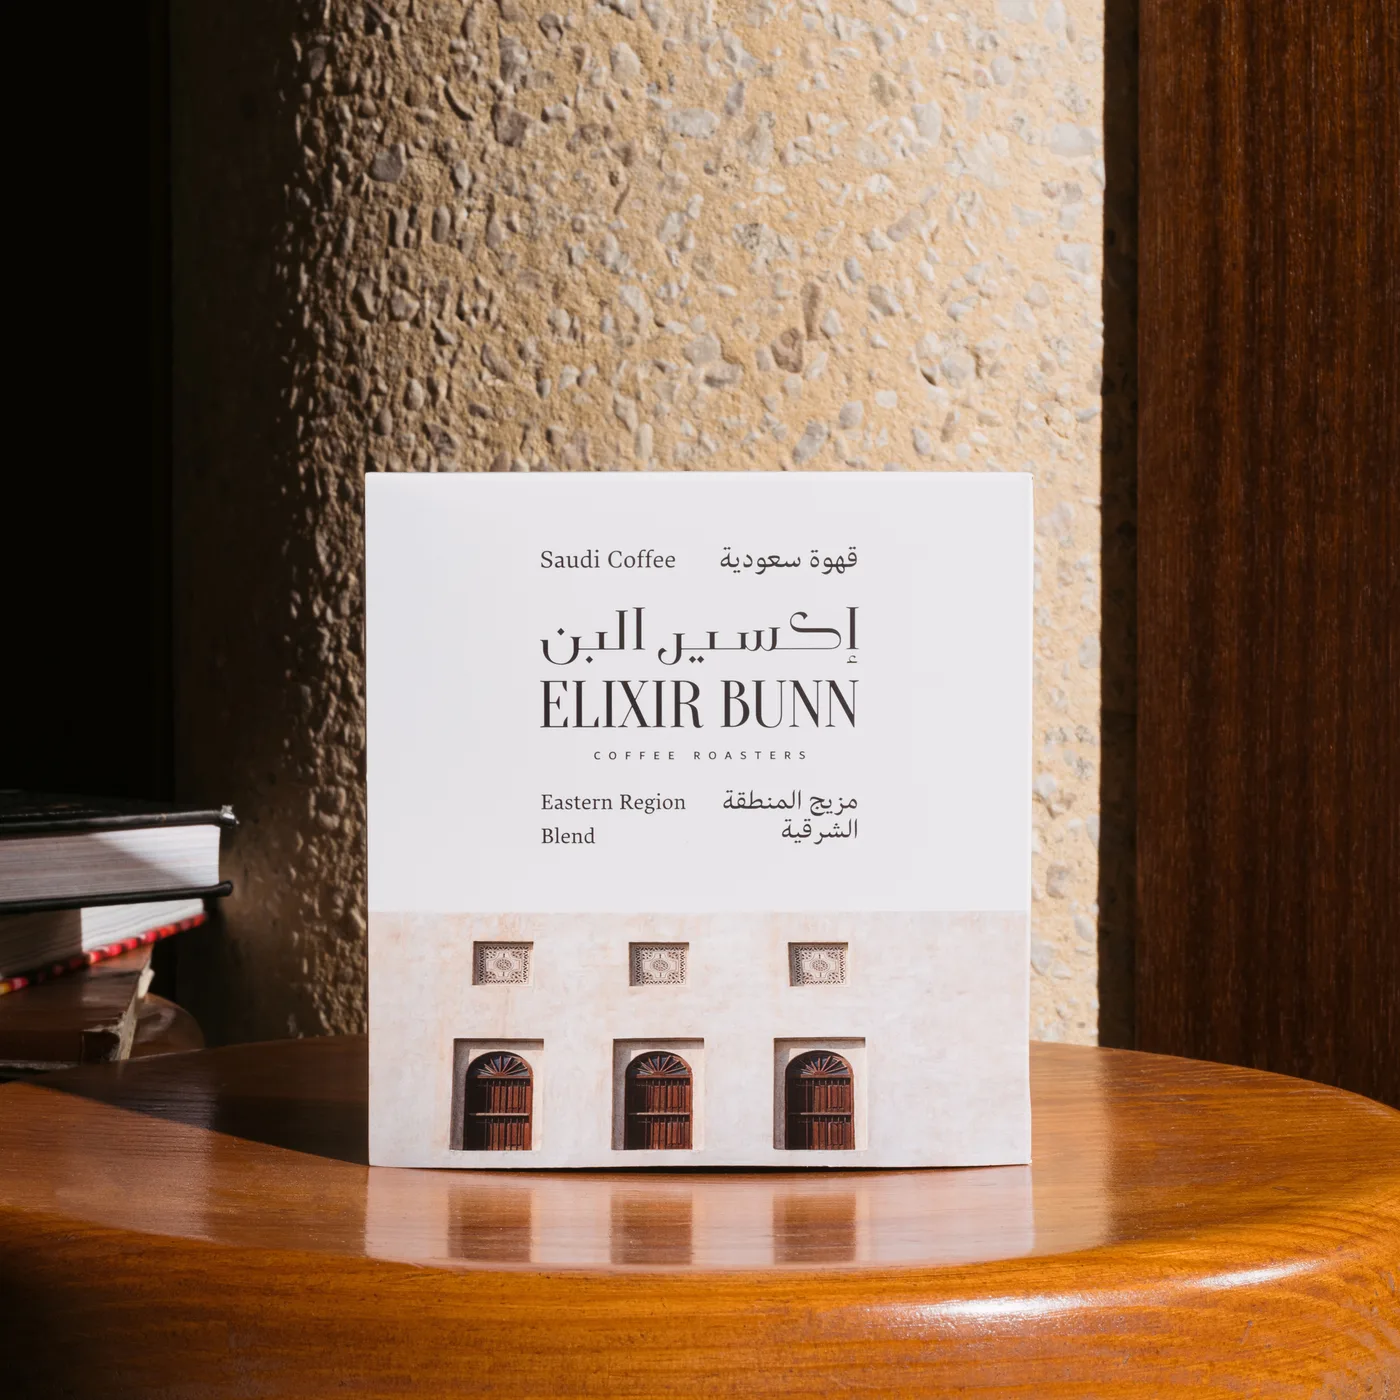 Saudi Coffee
قهوة سعودية
إكسير البن
ELIXIR BUNN
COFFEE ROASTERS
Eastern Region
Blend
مزيج المنطقة
الشرقية